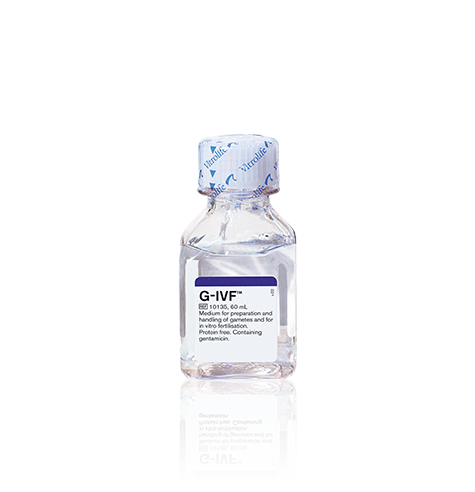 Vitrolife
Vitrolife
G-IVF™
REF 10135, 60 mL
Medium for preparation and
handling of gametes and for
in vitro fertilisation.
Protein free. Containing
gentamicin.